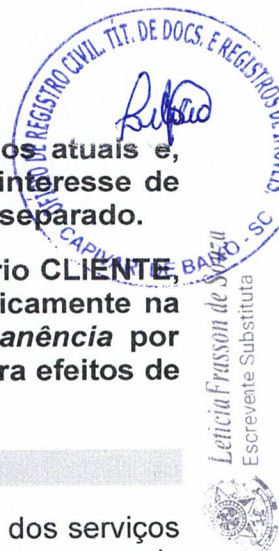 OFÍCIO DE REGISTRO CIVIL, TÍT. DE DOCS. E REGISTROS DE IMÓVEIS
CAPIVARI DE BAIXO - SC
os atuais e,
interesse de
separado.
rio CLIENTE,
icamente na
anência por
ra efeitos de
dos serviços
Leticia Frasson de Souza
Escrevente Substituta